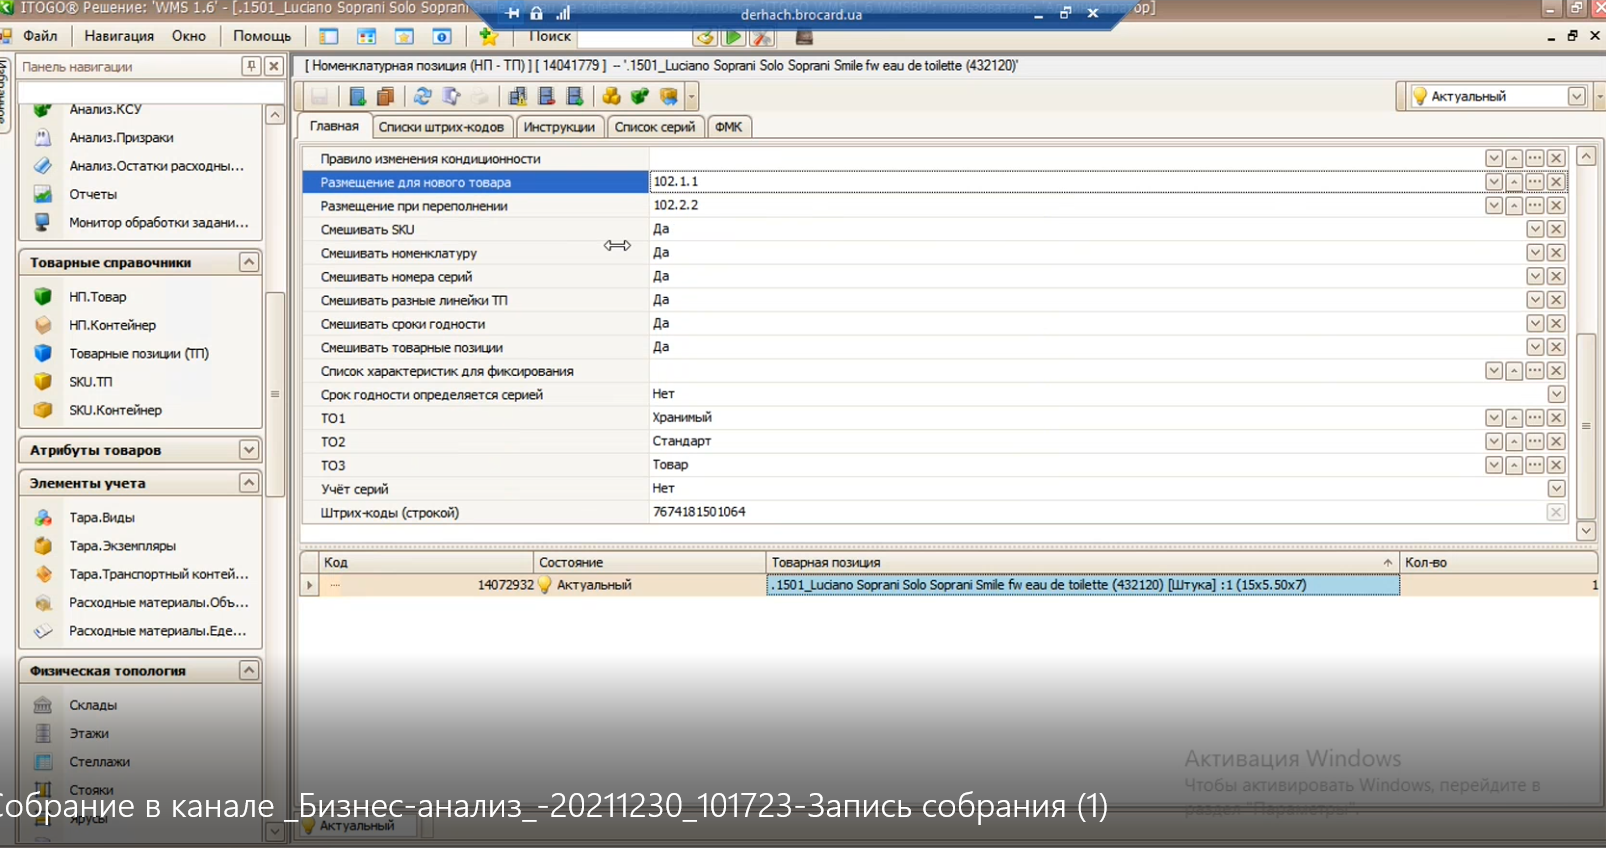 ITOGO® Решение: 'WMS 1.6' - [.1501_Luciano Soprani Solo Soprani
derhach.brocard.ua
Файл Навигация Окно Помощь Поиск
Панель навигации
[ Номенклатурная позиция (НП - ТП) ] [ 14041779 ] -- '.1501_Luciano Soprani Solo Soprani Smile fw eau de toilette (432120)'
Актуальный
Главная Списки штрих-кодов Инструкции Список серий ФМК
Анализ.КСУ
Анализ.Призраки
Анализ.Остатки расходны...
Отчеты
Монитор обработки задани...
Товарные справочники
НП.Товар
НП.Контейнер
Товарные позиции (ТП)
SKU.ТП
SKU.Контейнер
Атрибуты товаров
Элементы учета
Тара.Виды
Тара.Экземпляры
Тара.Транспортный контей...
Расходные материалы.Объ...
Расходные материалы.Еде...
Физическая топология
Склады
Этажи
Стеллажи
Стояки
Ярусы
Правило изменения кондиционности
Размещение для нового товара 102.1.1
Размещение при переполнении 102.2.2
Смешивать SKU Да
Смешивать номенклатуру Да
Смешивать номера серий Да
Смешивать разные линейки ТП Да
Смешивать сроки годности Да
Смешивать товарные позиции Да
Список характеристик для фиксирования
Срок годности определяется серией Нет
ТО1 Хранимый
ТО2 Стандарт
ТО3 Товар
Учёт серий Нет
Штрих-коды (строкой) 7674181501064
Код Состояние Товарная позиция Кол-во
14072932 Актуальный .1501_Luciano Soprani Solo Soprani Smile fw eau de toilette (432120) [Штука] :1 (15x5.50x7) 1
Активация Windows
Чтобы активировать Windows, перейдите в
раздел "Параметры".
Собрание в канале _Бизнес-анализ_-20211230_101723-Запись собрания (1)
Актуальный